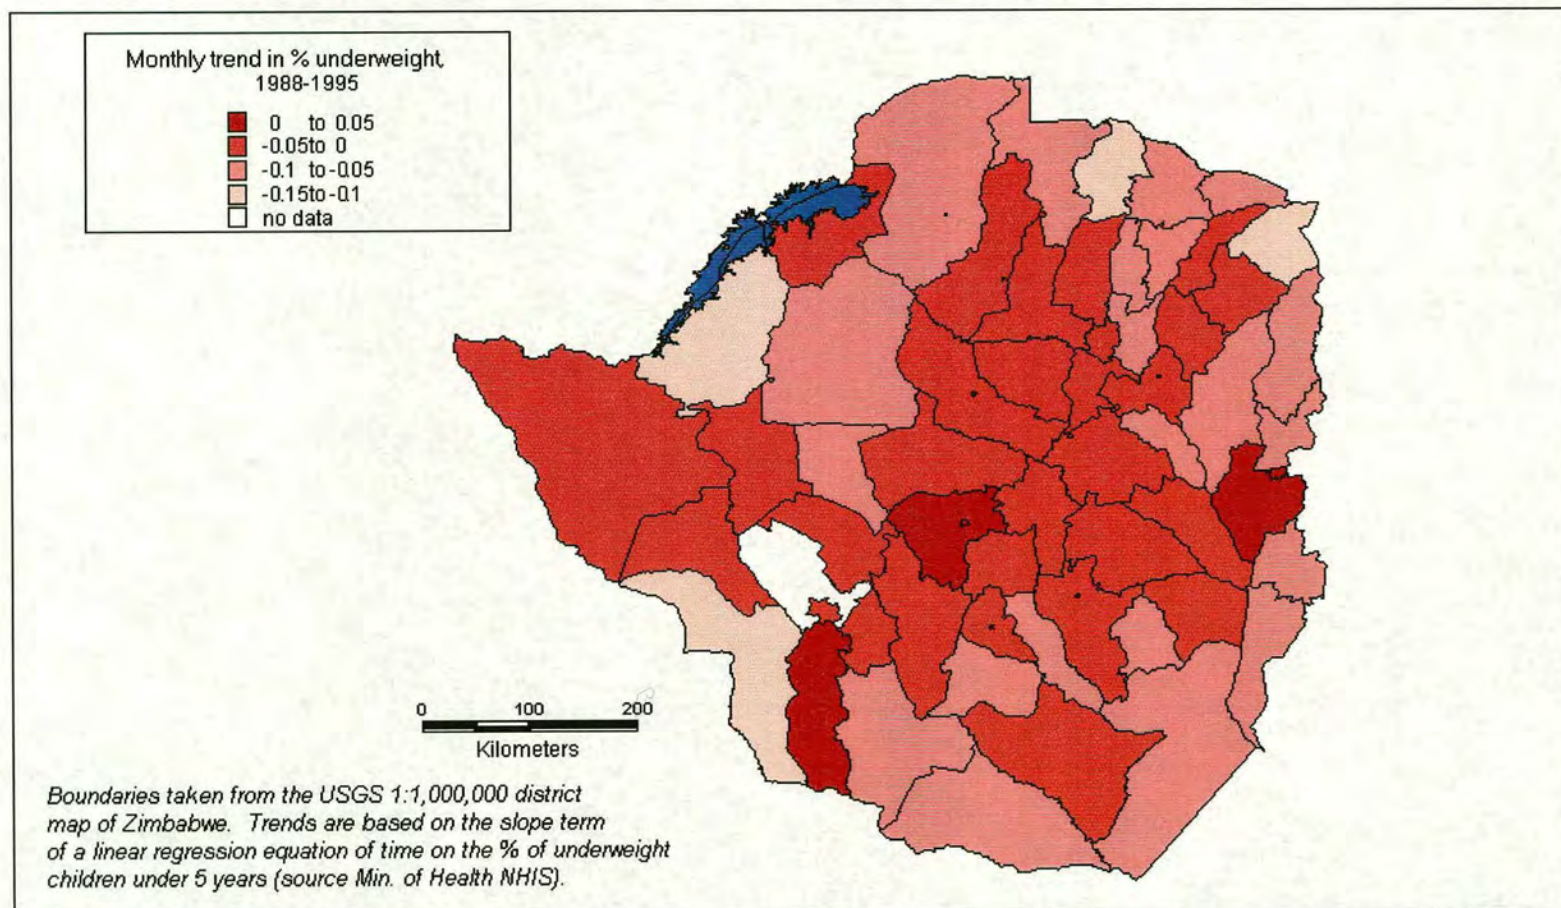 Monthly trend in % underweight,
1988-1995
0 to 0.05
-0.05to 0
-0.1 to-0.05
-0.15to-0.1
no data
0 100 200
Kilometers
Boundaries taken from the USGS 1:1,000,000 district
map of Zimbabwe. Trends are based on the slope term
of a linear regression equation of time on the % of underweight
children under 5 years (source Min. of Health NHIS).